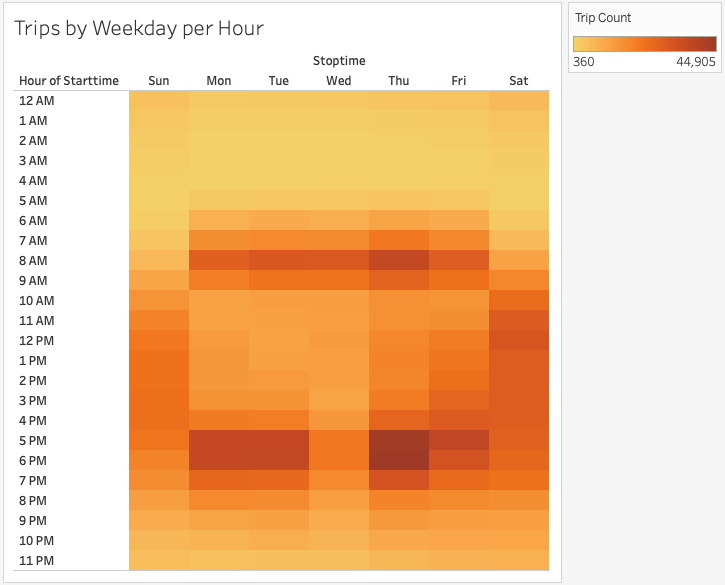 Trips by Weekday per Hour
Stoptime
Hour of Starttime Sun Mon Tue Wed Thu Fri Sat
12 AM
1 AM
2 AM
3 AM
4 AM
5 AM
6 AM
7 AM
8 AM
9 AM
10 AM
11 AM
12 PM
1 PM
2 PM
3 PM
4 PM
5 PM
6 PM
7 PM
8 PM
9 PM
10 PM
11 PM
Trip Count
360 44,905